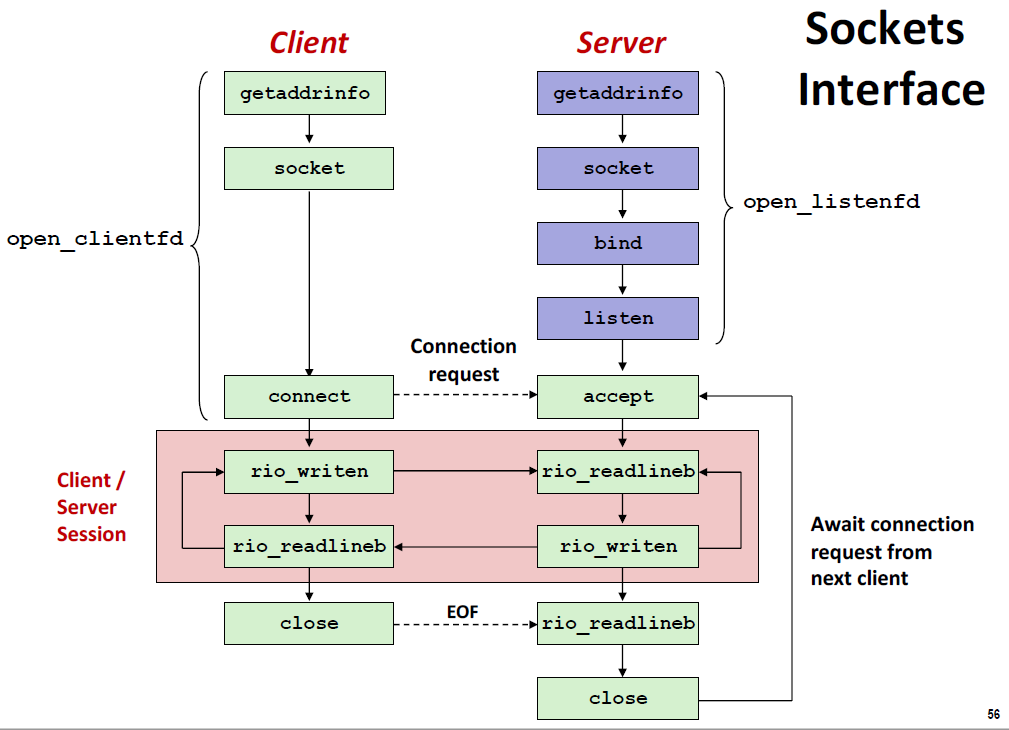 Sockets
Interface
Client
Server
getaddrinfo
getaddrinfo
socket
socket
open_listenfd
open_clientfd
bind
listen
Connection
request
connect
accept
Client /
Server
Session
rio_writen
rio_readlineb
rio_readlineb
rio_writen
Await connection
request from
next client
close
EOF
rio_readlineb
close
56